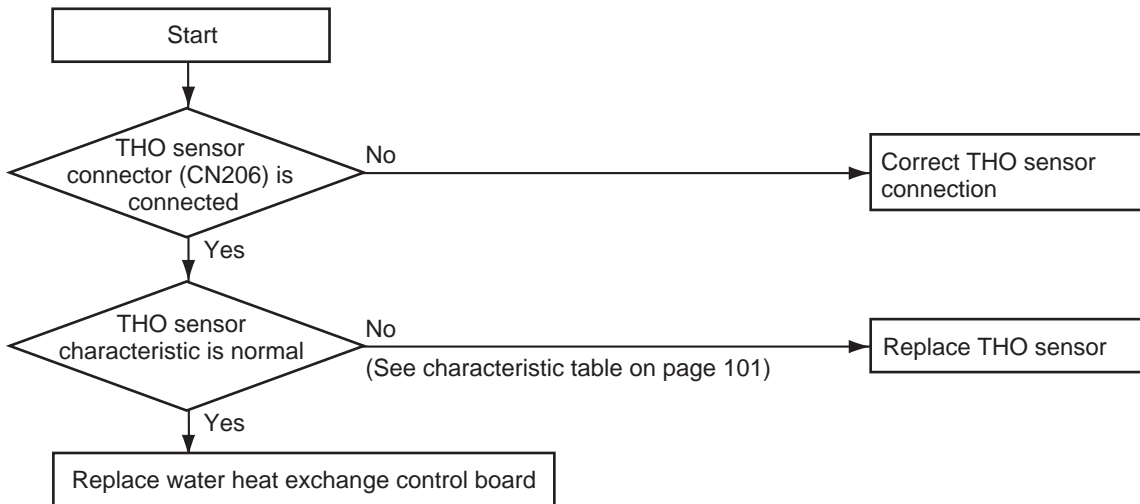 Start
THO sensor
connector (CN206) is
connected
No
Correct THO sensor
connection
Yes
THO sensor
characteristic is normal
No
(See characteristic table on page 101)
Replace THO sensor
Yes
Replace water heat exchange control board